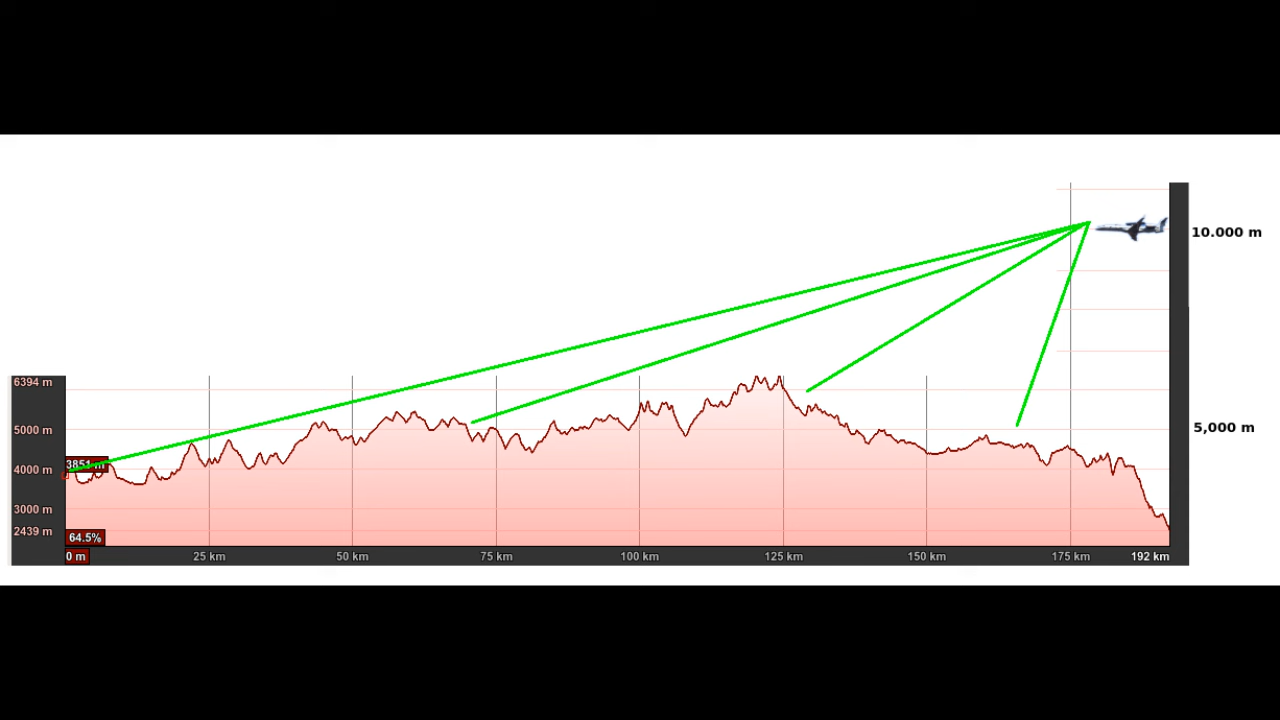 10.000 m
6394 m
5000 m
5,000 m
3851 m
4000 m
3000 m
2439 m
64.5%
0 m
25 km
50 km
75 km
100 km
125 km
150 km
175 km
192 km